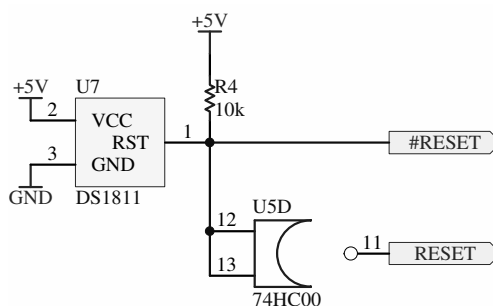 +5V
+5V
U7
R4
10k
2
VCC
RST
1
#RESET
3
GND
GND
DS1811
U5D
12
11
RESET
13
74HC00